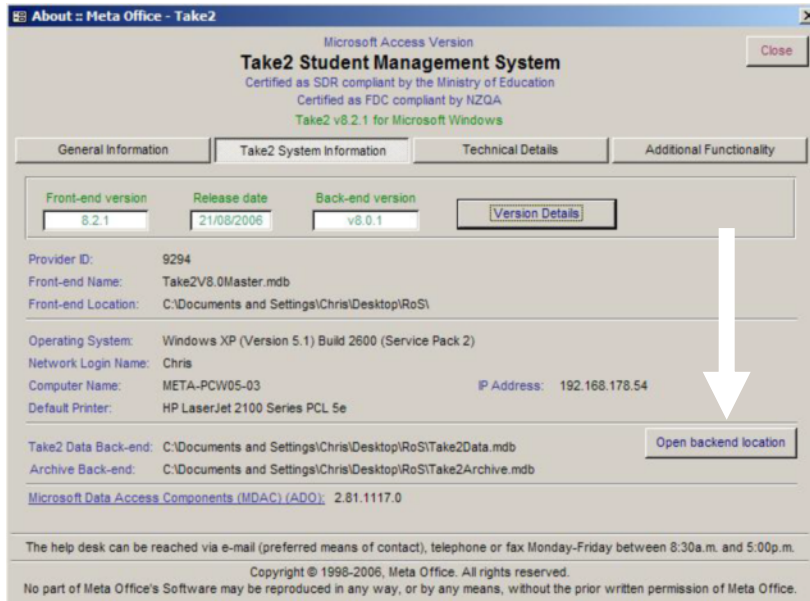 About :: Meta Office - Take2
Microsoft Access Version
Take2 Student Management System
Certified as SDR compliant by the Ministry of Education
Certified as FDC compliant by NZQA
Take2 v8.2.1 for Microsoft Windows
Close
General Information Take2 System Information Technical Details Additional Functionality
Front-end version Release date Back-end version
8.2.1 21/08/2006 v8.0.1 Version Details
Provider ID: 9294
Front-end Name: Take2V8.0Master.mdb
Front-end Location: C:\Documents and Settings\Chris\Desktop\RoS\
Operating System: Windows XP (Version 5.1) Build 2600 (Service Pack 2)
Network Login Name: Chris
Computer Name: META-PCW05-03 IP Address: 192.168.178.54
Default Printer: HP LaserJet 2100 Series PCL 5e
Take2 Data Back-end: C:\Documents and Settings\Chris\Desktop\RoS\Take2Data.mdb Open backend location
Archive Back-end: C:\Documents and Settings\Chris\Desktop\RoS\Take2Archive.mdb
Microsoft Data Access Components (MDAC) (ADO): 2.81.1117.0
The help desk can be reached via e-mail (preferred means of contact), telephone or fax Monday-Friday between 8:30a.m. and 5:00p.m.
Copyright © 1998-2006, Meta Office. All rights reserved.
No part of Meta Office's Software may be reproduced in any way, or by any means, without the prior written permission of Meta Office.